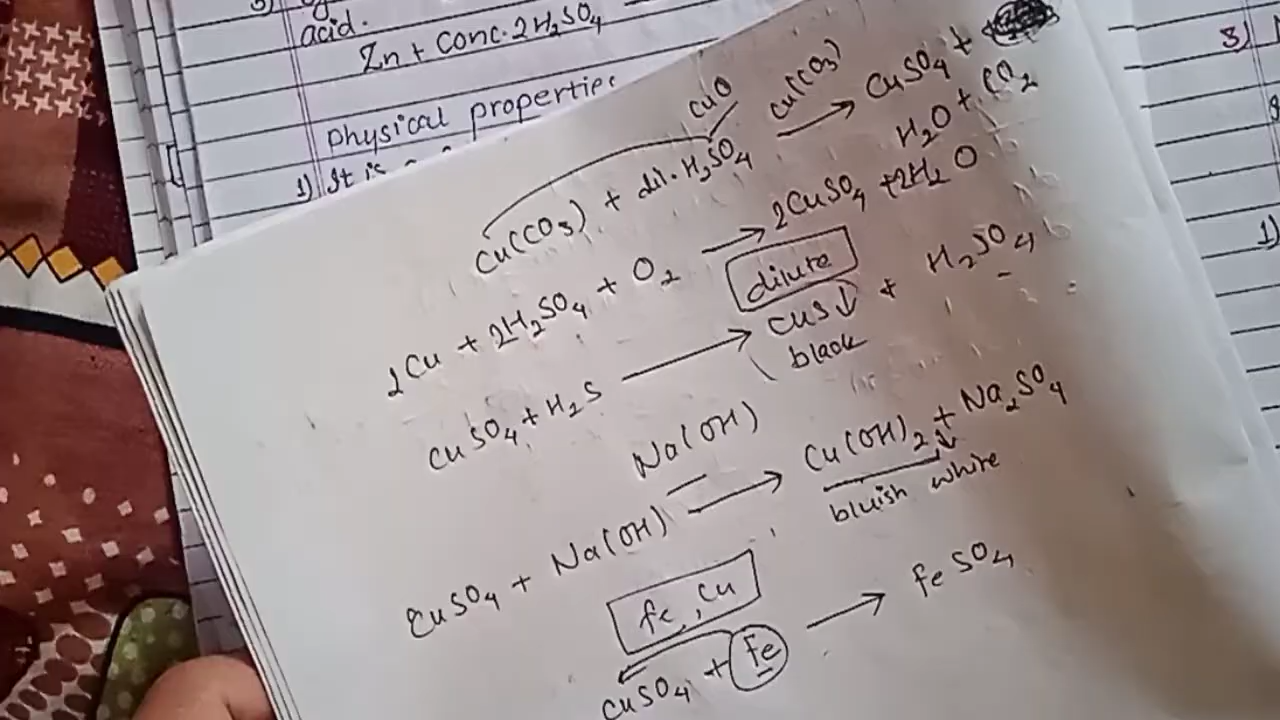 acid.
Zn + Conc. 2H₂SO₄
physical properties
1) It is
3)
1)
CuO Cu(CO₃)
Cu(CO₃) + dil. H₂SO₄ → CuSO₄ +
H₂O + CO₂
2Cu + 2H₂SO₄ + O₂ → 2CuSO₄ + 2H₂O
dilute
CuSO₄ + H₂S → CuS↓ + H₂SO₄
black
Na(OH)
CuSO₄ + Na(OH) → Cu(OH)₂↓ + Na₂SO₄
bluish white
fe, Cu
CuSO₄ + fe → feSO₄